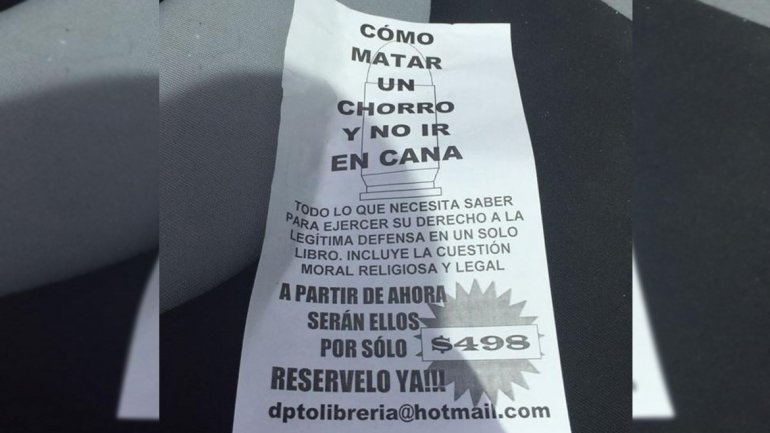 CÓMO
MATAR
UN
CHORRO
Y NO IR
EN CANA
TODO LO QUE NECESITA SABER
PARA EJERCER SU DERECHO A LA
LEGÍTIMA DEFENSA EN UN SOLO
LIBRO. INCLUYE LA CUESTIÓN
MORAL RELIGIOSA Y LEGAL
A PARTIR DE AHORA
SERÁN ELLOS
POR SÓLO $498
RESERVELO YA!!!
dptolibreria@hotmail.com